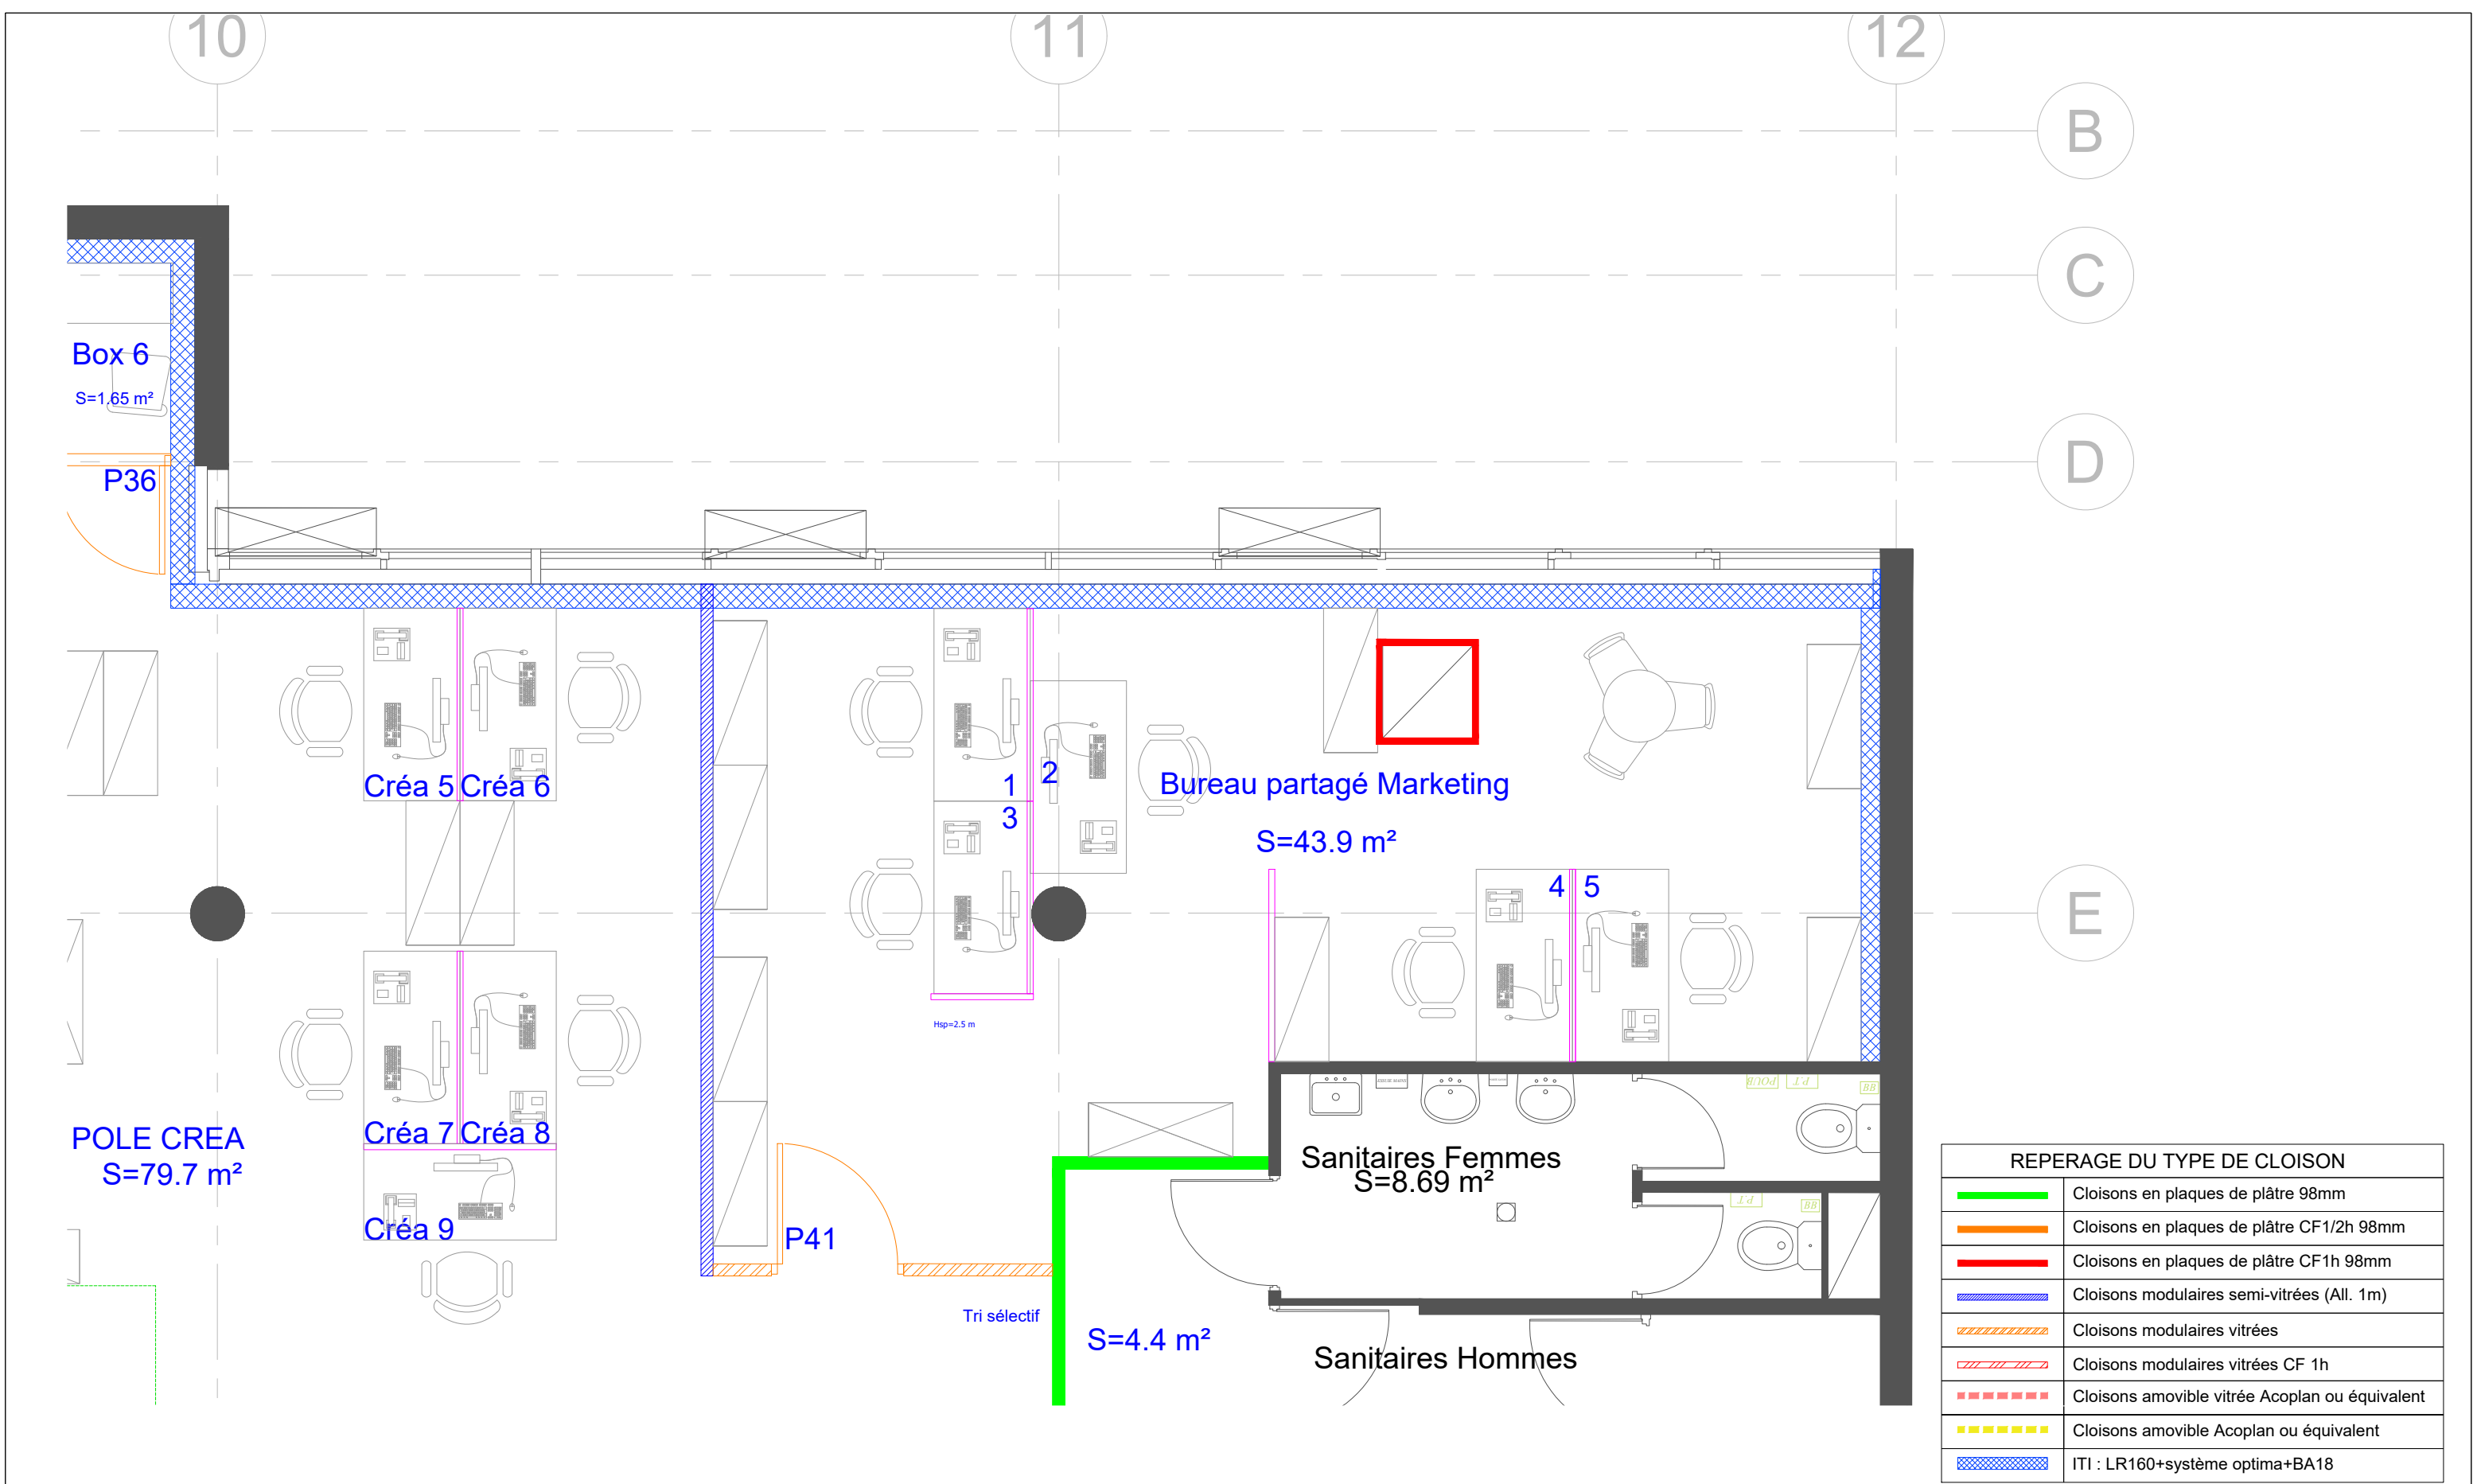 10
11
12
B
C
D
E
Box 6
S=1.65 m²
P36
Créa 5
Créa 6
1
2
3
Bureau partagé Marketing
S=43.9 m²
4
5
Hsp=2.5 m
POLE CREA
S=79.7 m²
Créa 7
Créa 8
Créa 9
P41
Tri sélectif
S=4.4 m²
Sanitaires Femmes
S=8.69 m²
Sanitaires Hommes
POUB
P.T
BB
P.T
BB
REPERAGE DU TYPE DE CLOISON
Cloisons en plaques de plâtre 98mm
Cloisons en plaques de plâtre CF1/2h 98mm
Cloisons en plaques de plâtre CF1h 98mm
Cloisons modulaires semi-vitrées (All. 1m)
Cloisons modulaires vitrées
Cloisons modulaires vitrées CF 1h
Cloisons amovible vitrée Acoplan ou équivalent
Cloisons amovible Acoplan ou équivalent
ITI : LR160+système optima+BA18